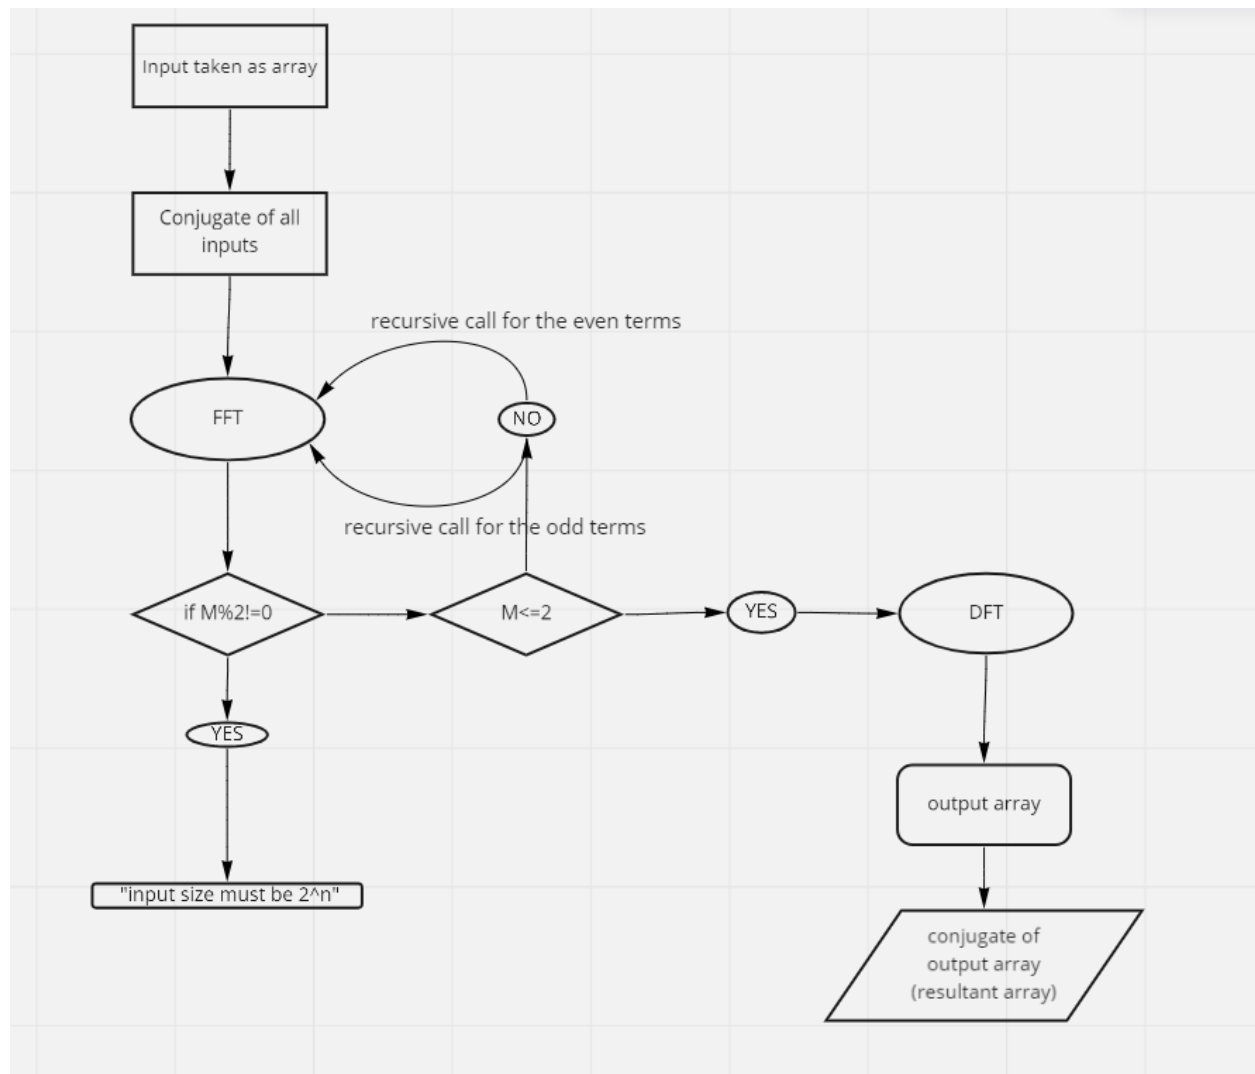 Input taken as array
Conjugate of all
inputs
recursive call for the even terms
FFT
NO
recursive call for the odd terms
if M%2!=0
M<=2
YES
DFT
YES
output array
"input size must be 2^n"
conjugate of
output array
(resultant array)